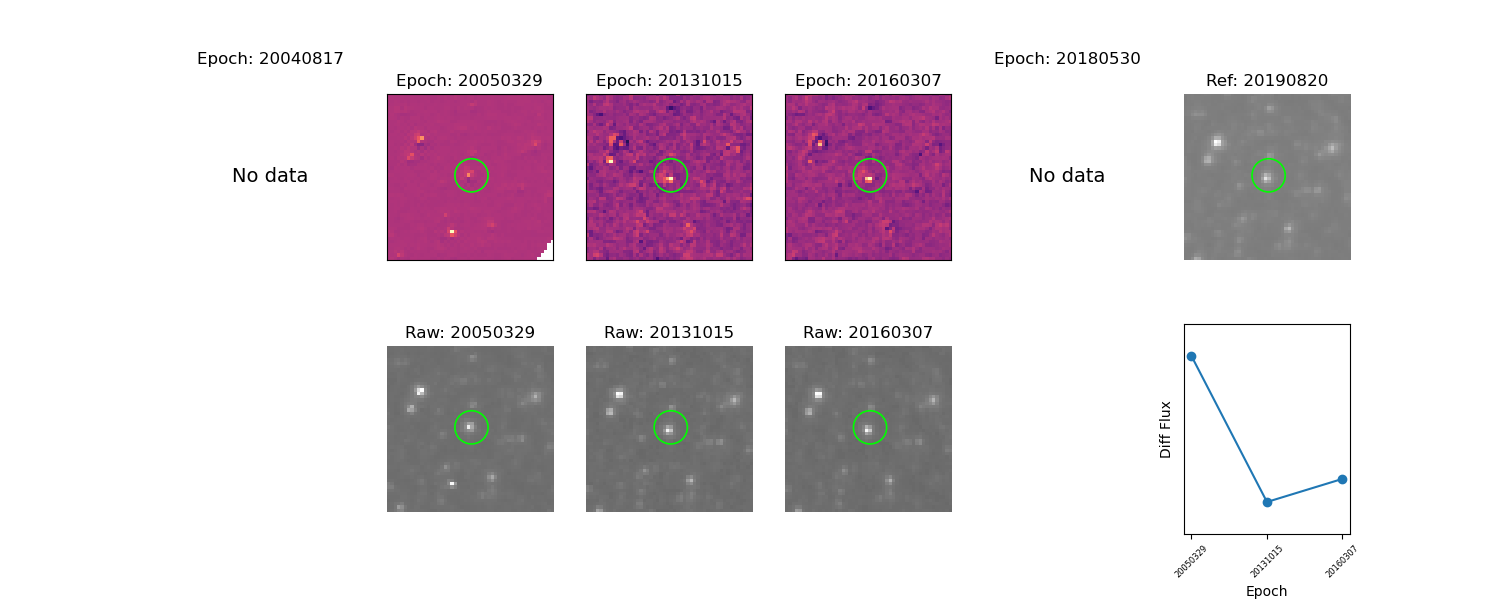 Epoch: 20040817
No data
Epoch: 20050329
Epoch: 20131015
Epoch: 20160307
Epoch: 20180530
No data
Ref: 20190820
Raw: 20050329
Raw: 20131015
Raw: 20160307
Diff Flux
20050329
20131015
20160307
Epoch